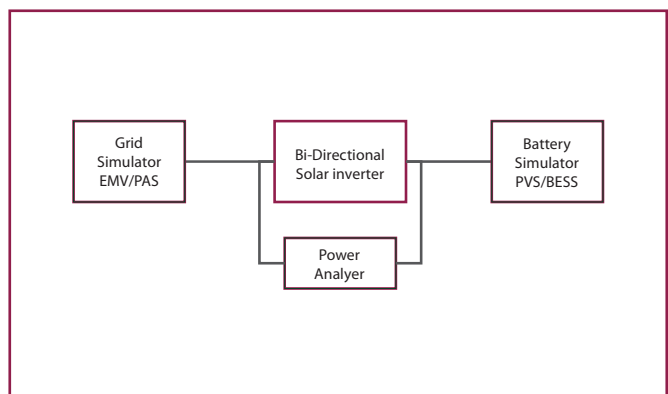 Grid
Simulator
EMV/PAS
Bi-Directional
Solar inverter
Battery
Simulator
PVS/BESS
Power
Analyer